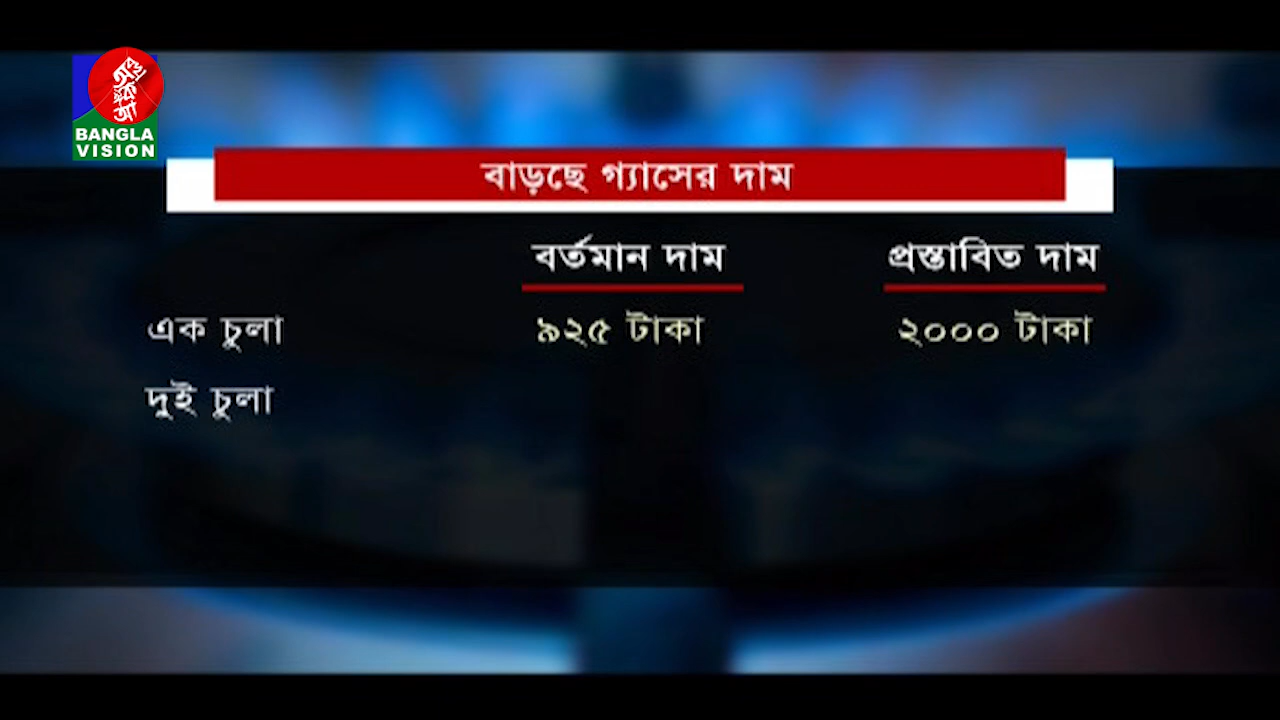 BANGLA
VISION
বাড়ছে গ্যাসের দাম
বর্তমান দাম প্রস্তাবিত দাম
এক চুলা ৯২৫ টাকা ২০০০ টাকা
দুই চুলা